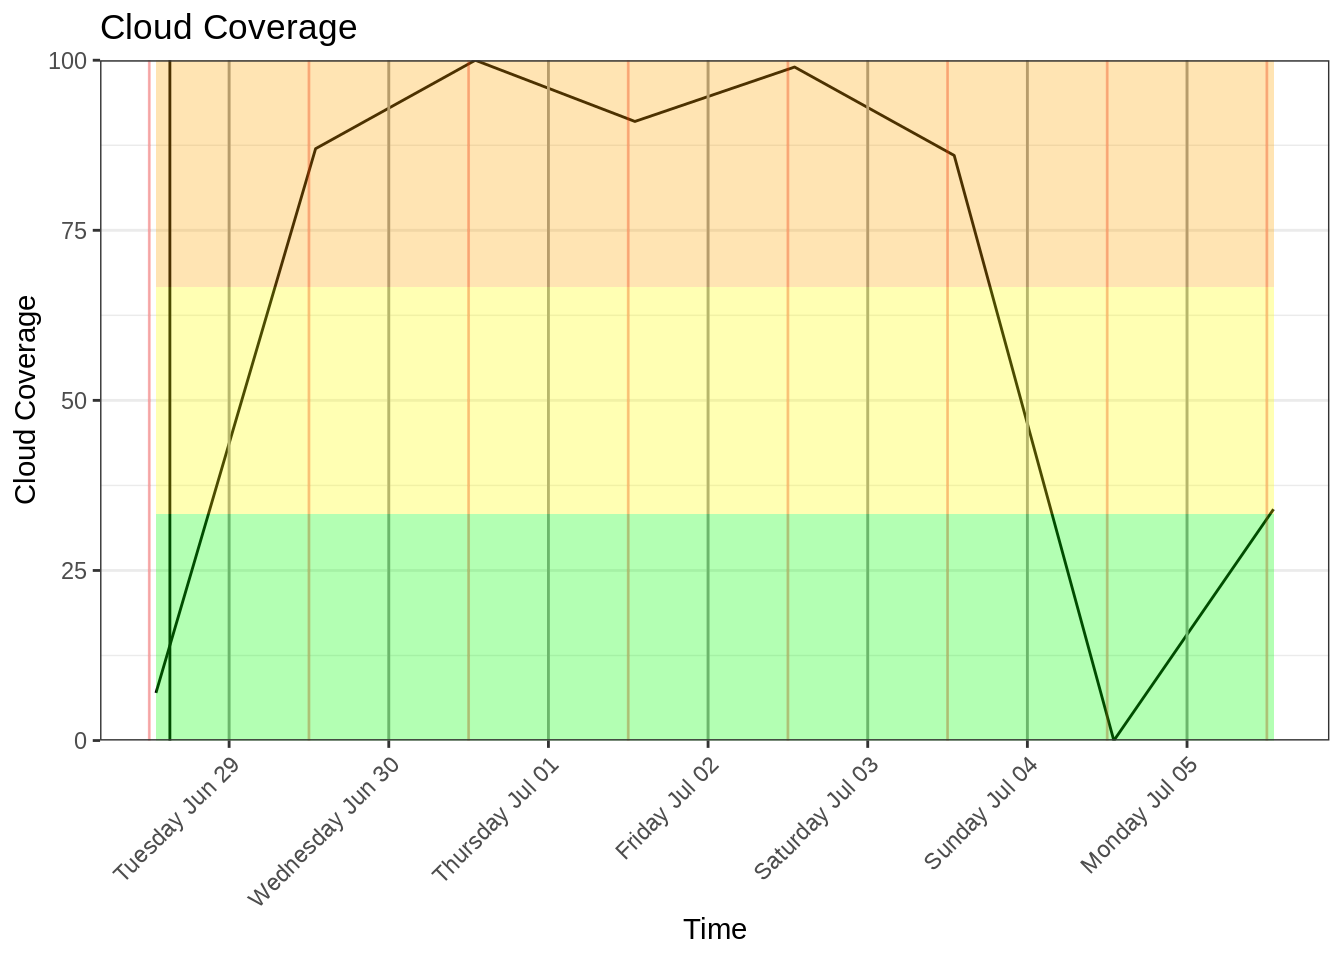 Cloud Coverage
100
75
50
25
0
Cloud Coverage
Tuesday Jun 29
Wednesday Jun 30
Thursday Jul 01
Friday Jul 02
Saturday Jul 03
Sunday Jul 04
Monday Jul 05
Time